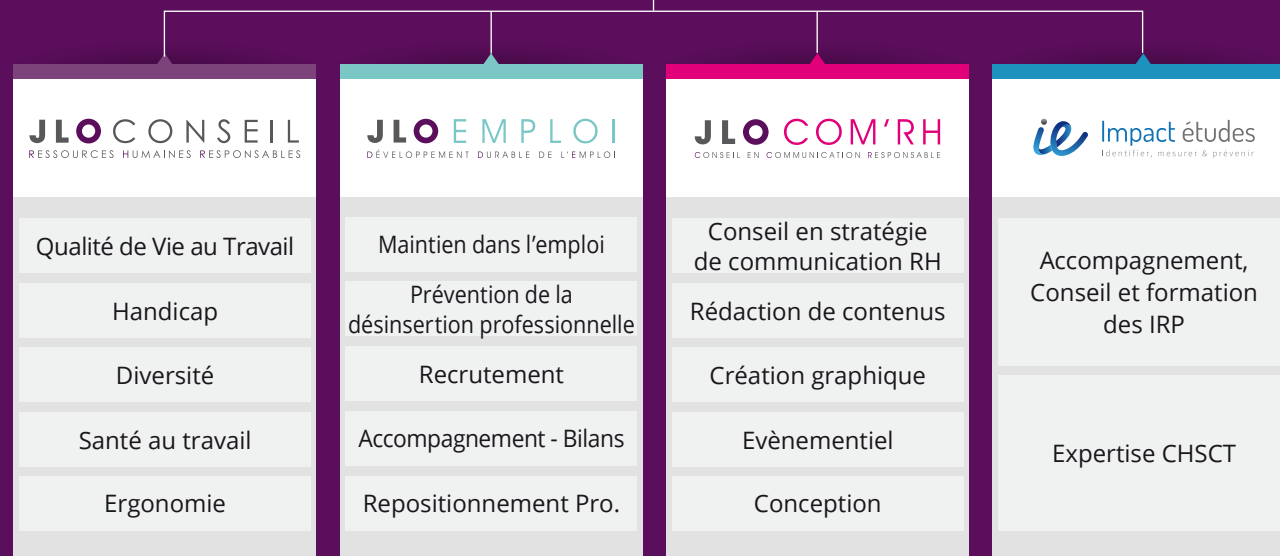 JLO CONSEIL
RESSOURCES HUMAINES RESPONSABLES
Qualité de Vie au Travail
Handicap
Diversité
Santé au travail
Ergonomie
JLO EMPLOI
DÉVELOPPEMENT DURABLE DE L'EMPLOI
Maintien dans l'emploi
Prévention de la
désinsertion professionnelle
Recrutement
Accompagnement - Bilans
Repositionnement Pro.
JLO COM'RH
CONSEIL EN COMMUNICATION RESPONSABLE
Conseil en stratégie
de communication RH
Rédaction de contenus
Création graphique
Evènementiel
Conception
ie Impact études
Identifier, mesurer & prévenir
Accompagnement,
Conseil et formation
des IRP
Expertise CHSCT